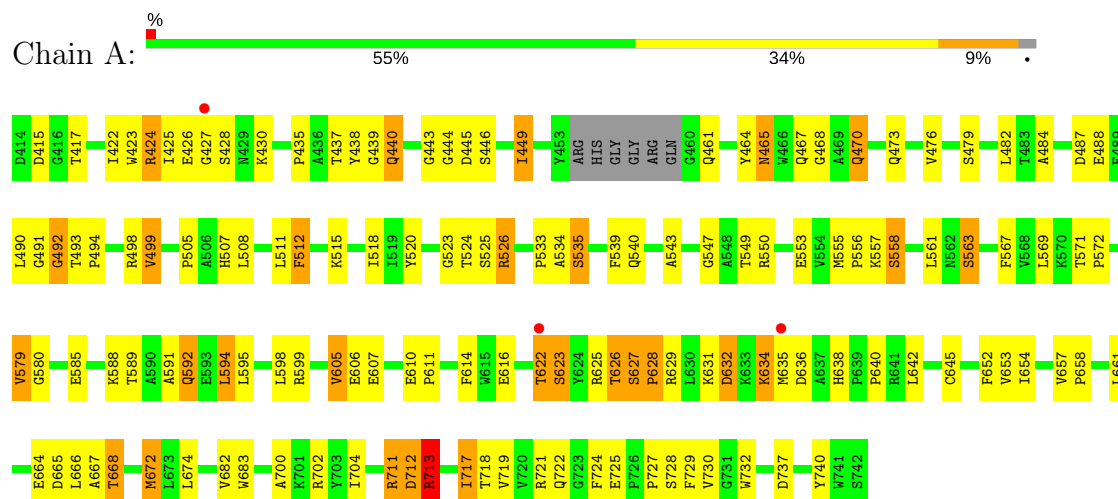 %
Chain A:
55% 34% 9% •
D414 D415 G416 T417 I422 W423 R424 I425 E426 G427 S428 N429 K430 P435 A436 T437 Y438 G439 Q440 G443 G444 D445 S446 I449 Y453 ARG HIS GLY GLY ARG GLN G460 Q461 Y464 N465 W466 Q467 G468 A469 Q470 Q473 V476 S479 L482 T483 A484 D487 E488
L490 G491 G492 T493 P494 R498 V499 P505 A506 H507 L508 L511 F512 K515 I518 I519 Y520 G523 T524 S525 R526 P533 A534 S535 F539 Q540 A543 G547 A548 T549 R550 E553 V554 M555 P556 K557 S558 L561 N562 S563 F567 V568 L569 K570 T571 P572
V579 G580 E585 K588 T589 A590 A591 Q592 E593 L594 L595 L598 R599 V605 E606 E607 E610 P611 F614 W615 E616 T622 S623 Y624 R625 T626 S627 P628 R629 L630 K631 D632 K633 K634 M635 D636 A637 H638 P639 P640 R641 L642 C645 F652 V653 I654 V657 P658 L661
E664 D665 L666 A667 T668 M672 L673 L674 V682 W683 A700 K701 R702 Y703 I704 R711 D712 R713 I717 T718 V719 V720 R721 Q722 G723 F724 E725 P726 P727 S728 F729 V730 G731 W732 D737 Y740 W741 S742